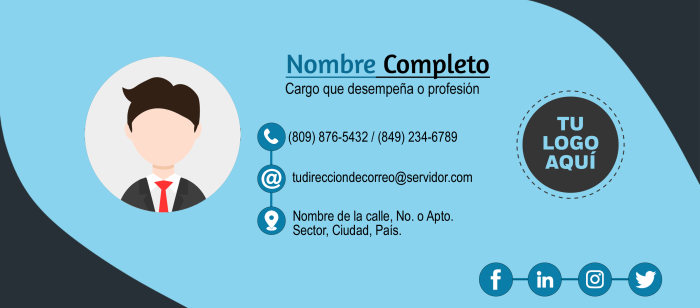 Nombre Completo
Cargo que desempeña o profesión
(809) 876-5432 / (849) 234-6789
@ tudirecciondecorreo@servidor.com
Nombre de la calle, No. o Apto.
Sector, Ciudad, País.
TU
LOGO
AQUÍ
f in